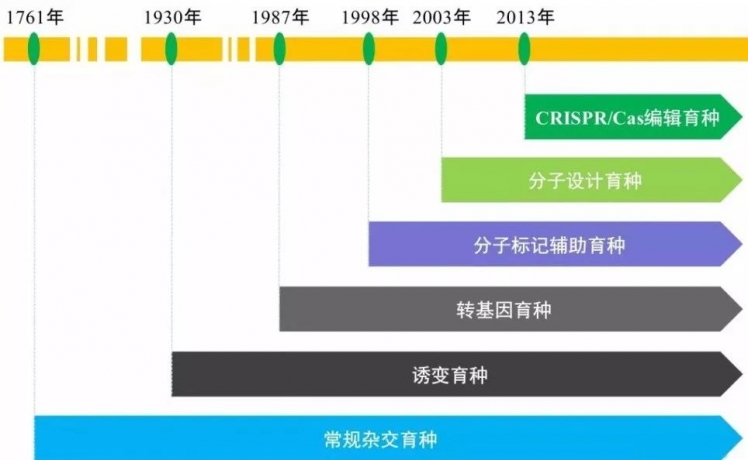 1761年 1930年 1987年 1998年 2003年 2013年
CRISPR/Cas编辑育种
分子设计育种
分子标记辅助育种
转基因育种
诱变育种
常规杂交育种